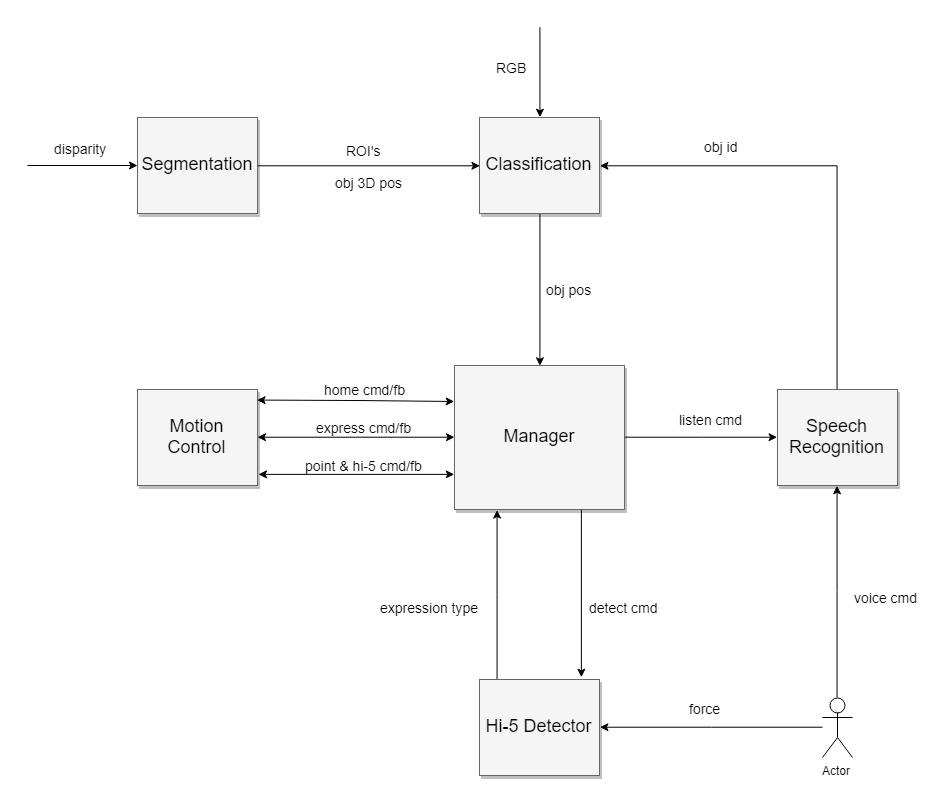 RGB
disparity
Segmentation
ROI's
obj 3D pos
Classification
obj id
obj pos
Motion
Control
home cmd/fb
express cmd/fb
point & hi-5 cmd/fb
Manager
listen cmd
Speech
Recognition
expression type
detect cmd
voice cmd
Hi-5 Detector
force
Actor